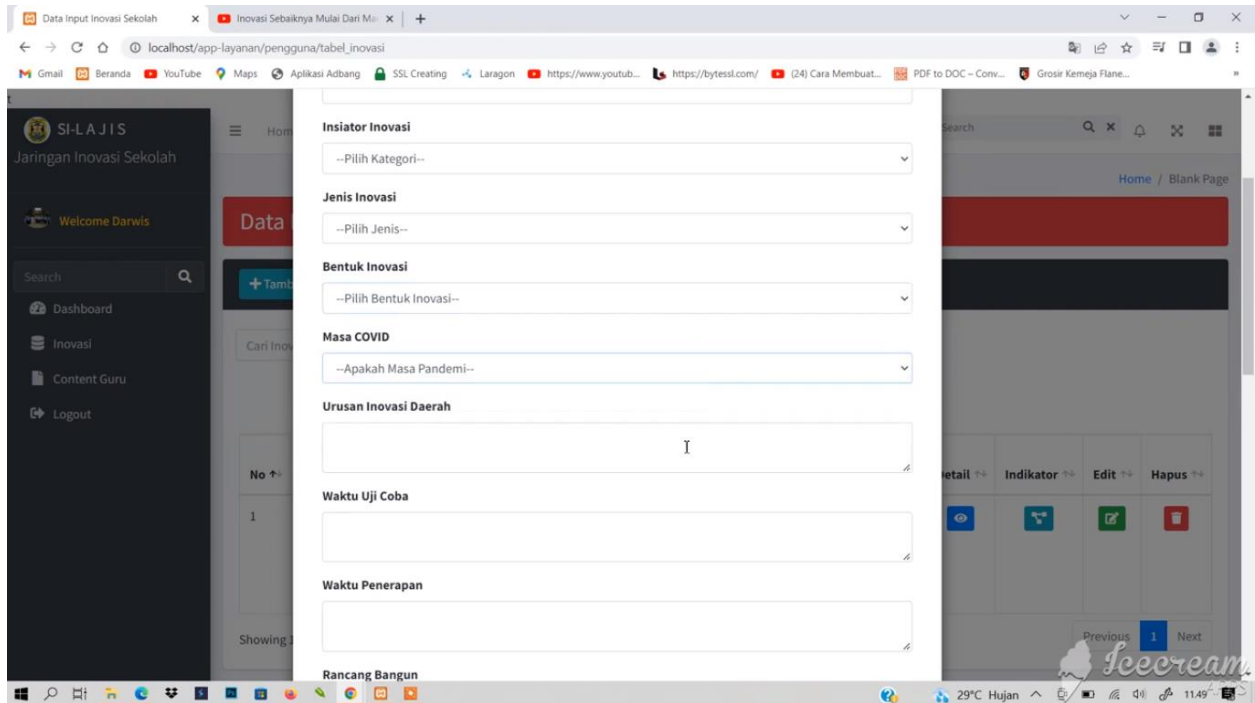 Data Input Inovasi Sekolah
Inovasi Sebaiknya Mulai Dari Ma
localhost/app-layanan/pengguna/tabel_inovasi
Gmail Beranda YouTube Maps Aplikasi Adbang SSL Creating Laragon https://www.youtub... https://bytessl.com/ (24) Cara Membuat... PDF to DOC – Conv... Grosir Kemeja Flane...
SI-L A J I S
Jaringan Inovasi Sekolah
Welcome Darwis
Search
Dashboard
Inovasi
Content Guru
Logout
Hom
Search
Home / Blank Page
Data
+Tamb
Cari Inov
Insiator Inovasi
--Pilih Kategori--
Jenis Inovasi
--Pilih Jenis--
Bentuk Inovasi
--Pilih Bentuk Inovasi--
Masa COVID
--Apakah Masa Pandemi--
Urusan Inovasi Daerah
Waktu Uji Coba
Waktu Penerapan
Rancang Bangun
No
etail Indikator Edit Hapus
1
Showing 1
Previous 1 Next
Icecream
29°C Hujan
11.49